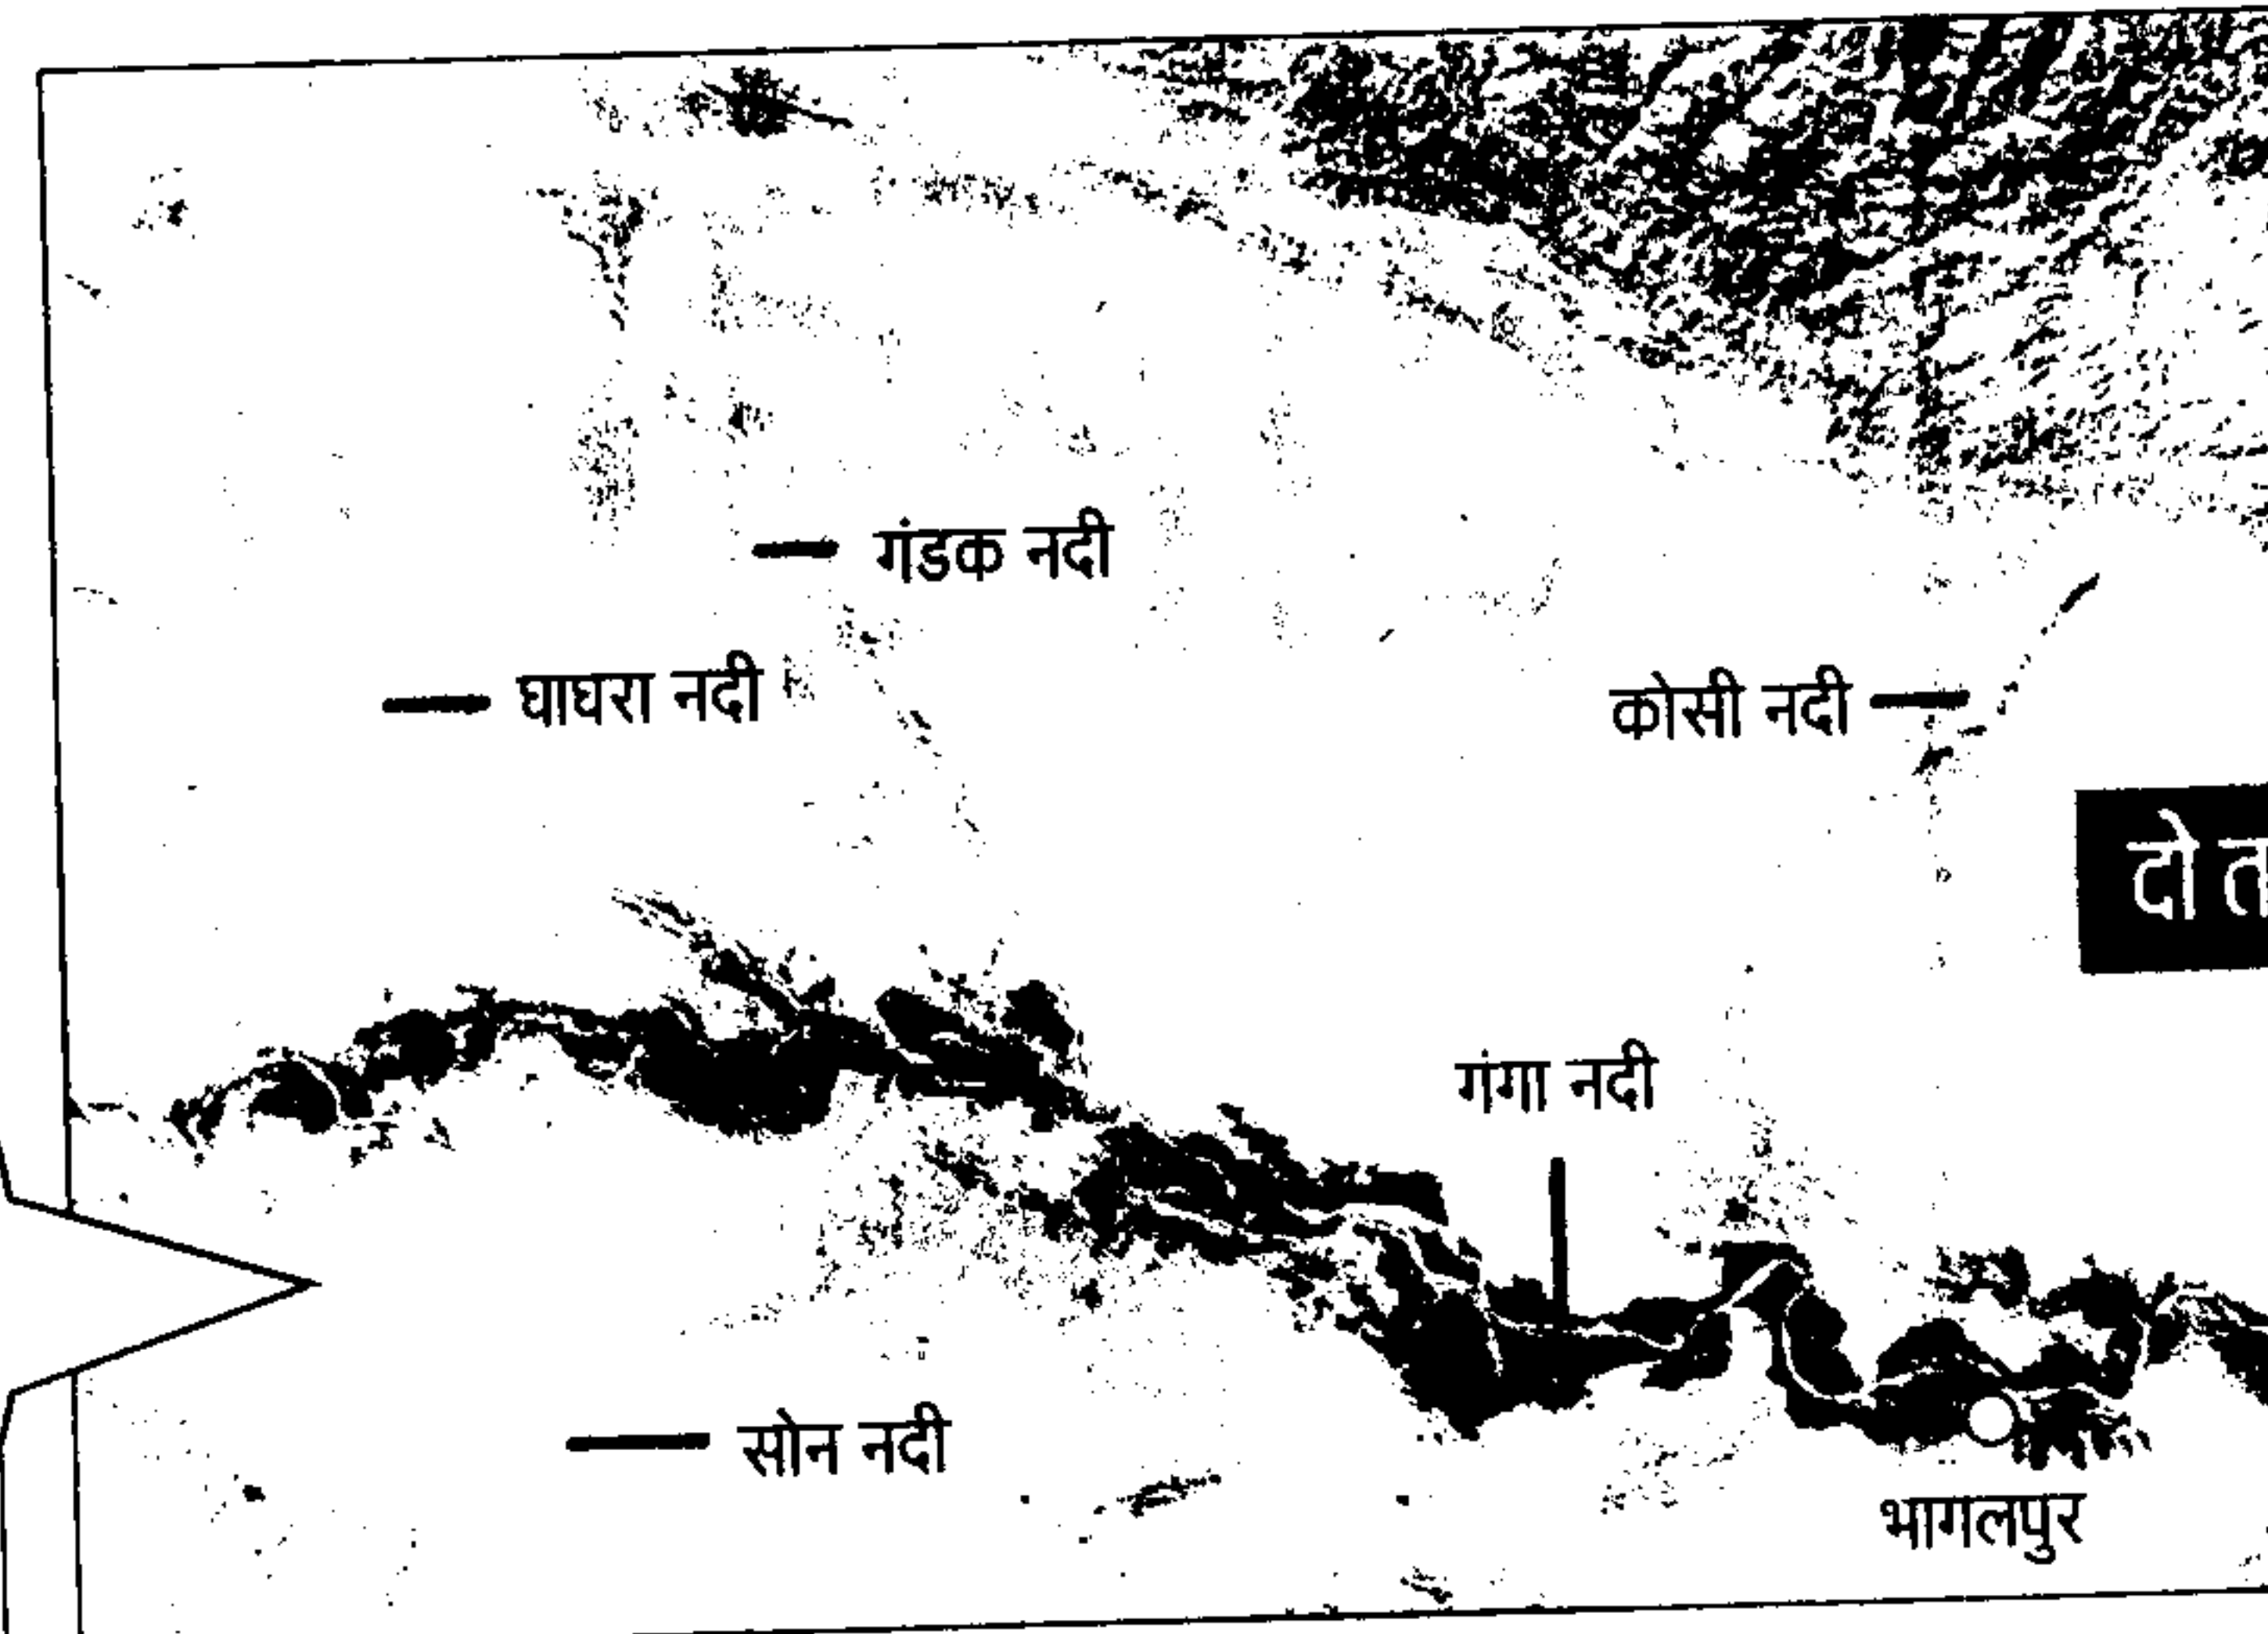 गंडक नदी
घाघरा नदी
कोसी नदी
दो
गंगा नदी
सोन नदी
भागलपुर